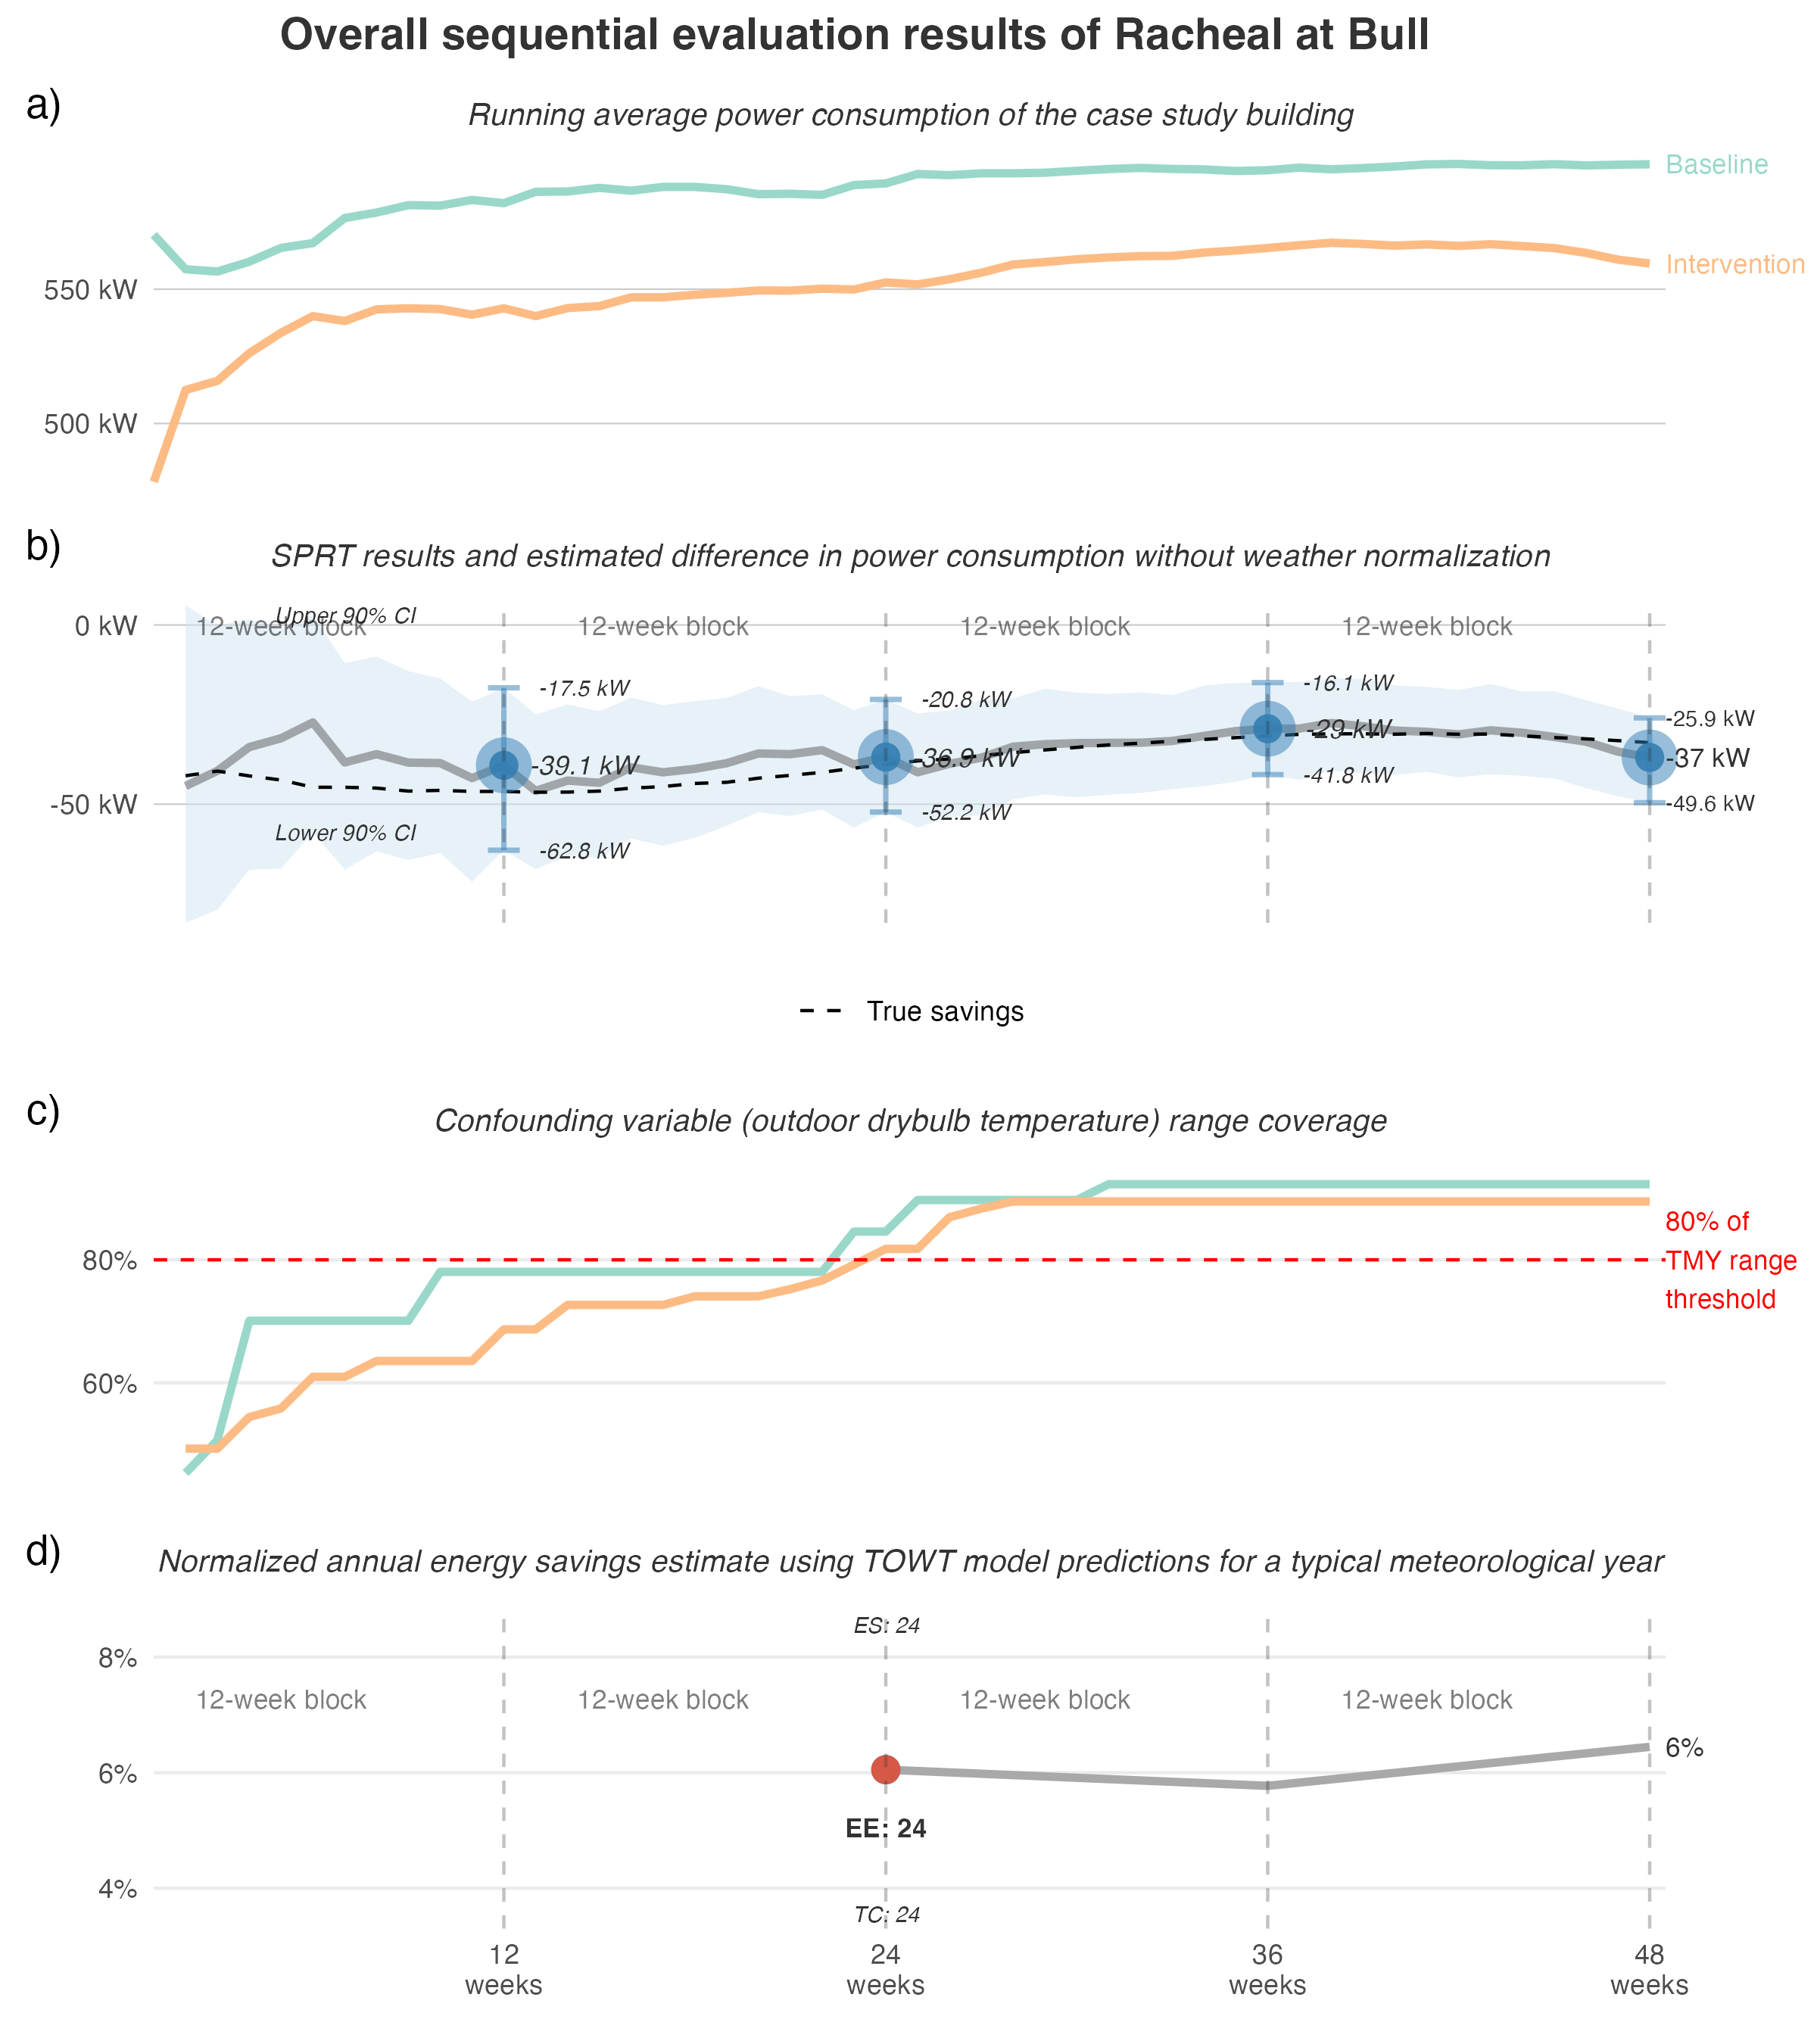 Overall sequential evaluation results of Racheal at Bull
a)
Running average power consumption of the case study building
Baseline
Intervention
550 kW
500 kW
b)
SPRT results and estimated difference in power consumption without weather normalization
Upper 90% CI
0 kW
12-week block
12-week block
12-week block
12-week block
-17.5 kW
-20.8 kW
-16.1 kW
-25.9 kW
-39.1 kW
-36.9 kW
-29 kW
-37 kW
-50 kW
Lower 90% CI
-62.8 kW
-52.2 kW
-41.8 kW
-49.6 kW
True savings
c)
Confounding variable (outdoor drybulb temperature) range coverage
80% of
TMY range
threshold
80%
60%
d)
Normalized annual energy savings estimate using TOWT model predictions for a typical meteorological year
ES: 24
8%
12-week block
12-week block
12-week block
12-week block
6%
6%
EE: 24
4%
TC: 24
12
weeks
24
weeks
36
weeks
48
weeks